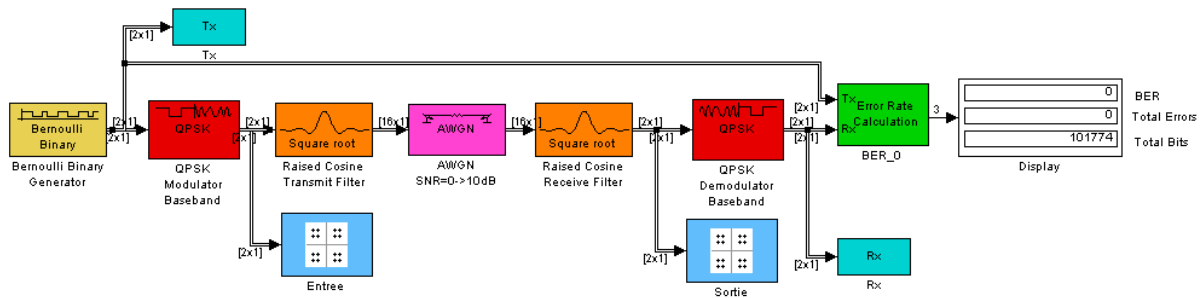 Tx
[2x1]
Tx
Bernoulli
Binary
Bernoulli Binary
Generator
[2x1]
[2x1]
QPSK
QPSK
Modulator
Baseband
[2x1]
[2x1]
Square root
Raised Cosine
Transmit Filter
[16x1]
AWGN
AWGN
SNR=0->10dB
[16x1]
Square root
Raised Cosine
Receive Filter
[2x1]
[2x1]
QPSK
QPSK
Demodulator
Baseband
[2x1]
[2x1]
[2x1]
Tx
Rx
Error Rate
Calculation
BER_0
3
0
0
101774
BER
Total Errors
Total Bits
Display
[2x1]
Entree
[2x1]
Sortie
[2x1]
Rx
Rx